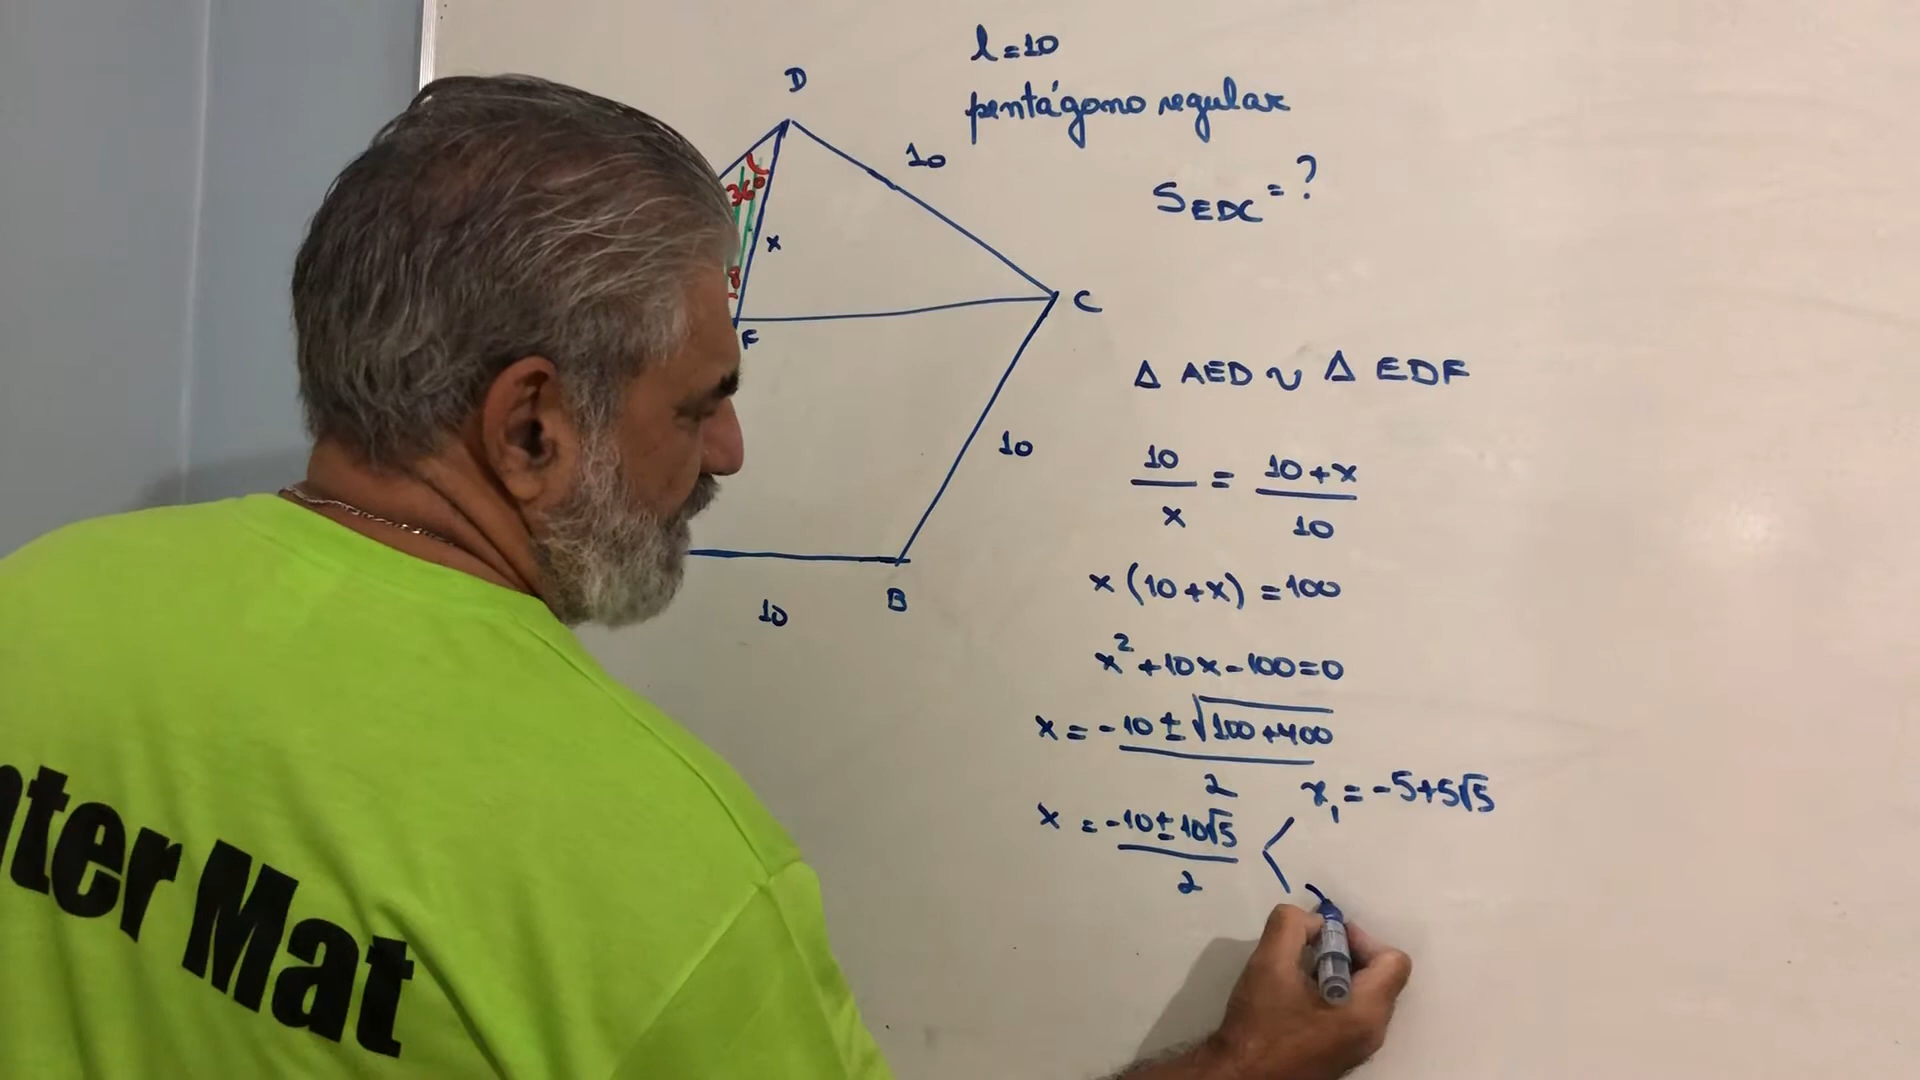 l=10
pentágono regular
D
10
S EDC = ?
36°
x
C
F
Δ AED ~ Δ EDF
10/x = 10+x/10
10
x(10+x)=100
x²+10x-100=0
10
B
x = -10±√100+400/2
x = -10±10√5/2
x₁ = -5+5√5
Mat